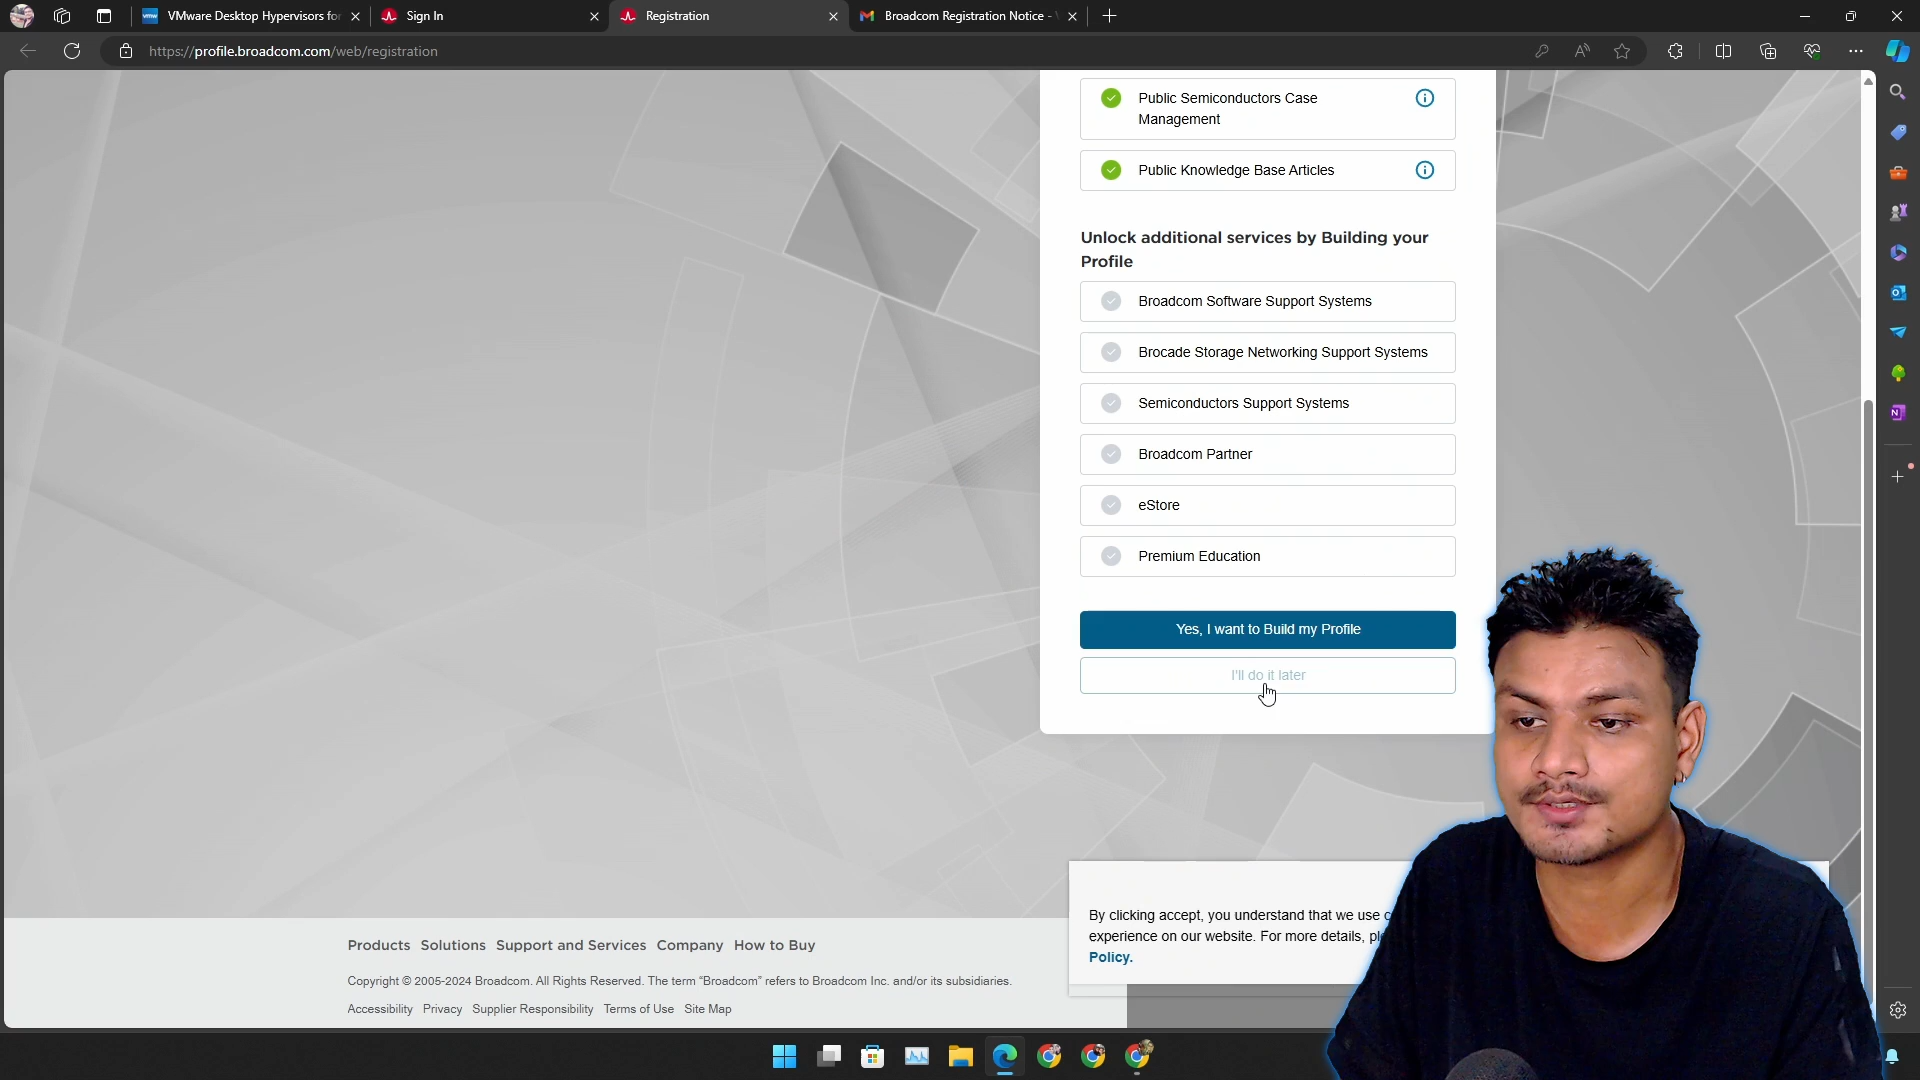 VMware Desktop Hypervisors for
Sign In
Registration
Broadcom Registration Notice -
https://profile.broadcom.com/web/registration
Public Semiconductors Case
Management
Public Knowledge Base Articles
Unlock additional services by Building your
Profile
Broadcom Software Support Systems
Brocade Storage Networking Support Systems
Semiconductors Support Systems
Broadcom Partner
eStore
Premium Education
Yes, I want to Build my Profile
I'll do it later
By clicking accept, you understand that we use
experience on our website. For more details,
Policy.
Products Solutions Support and Services Company How to Buy
Copyright © 2005-2024 Broadcom. All Rights Reserved. The term “Broadcom” refers to Broadcom Inc. and/or its subsidiaries.
Accessibility Privacy Supplier Responsibility Terms of Use Site Map